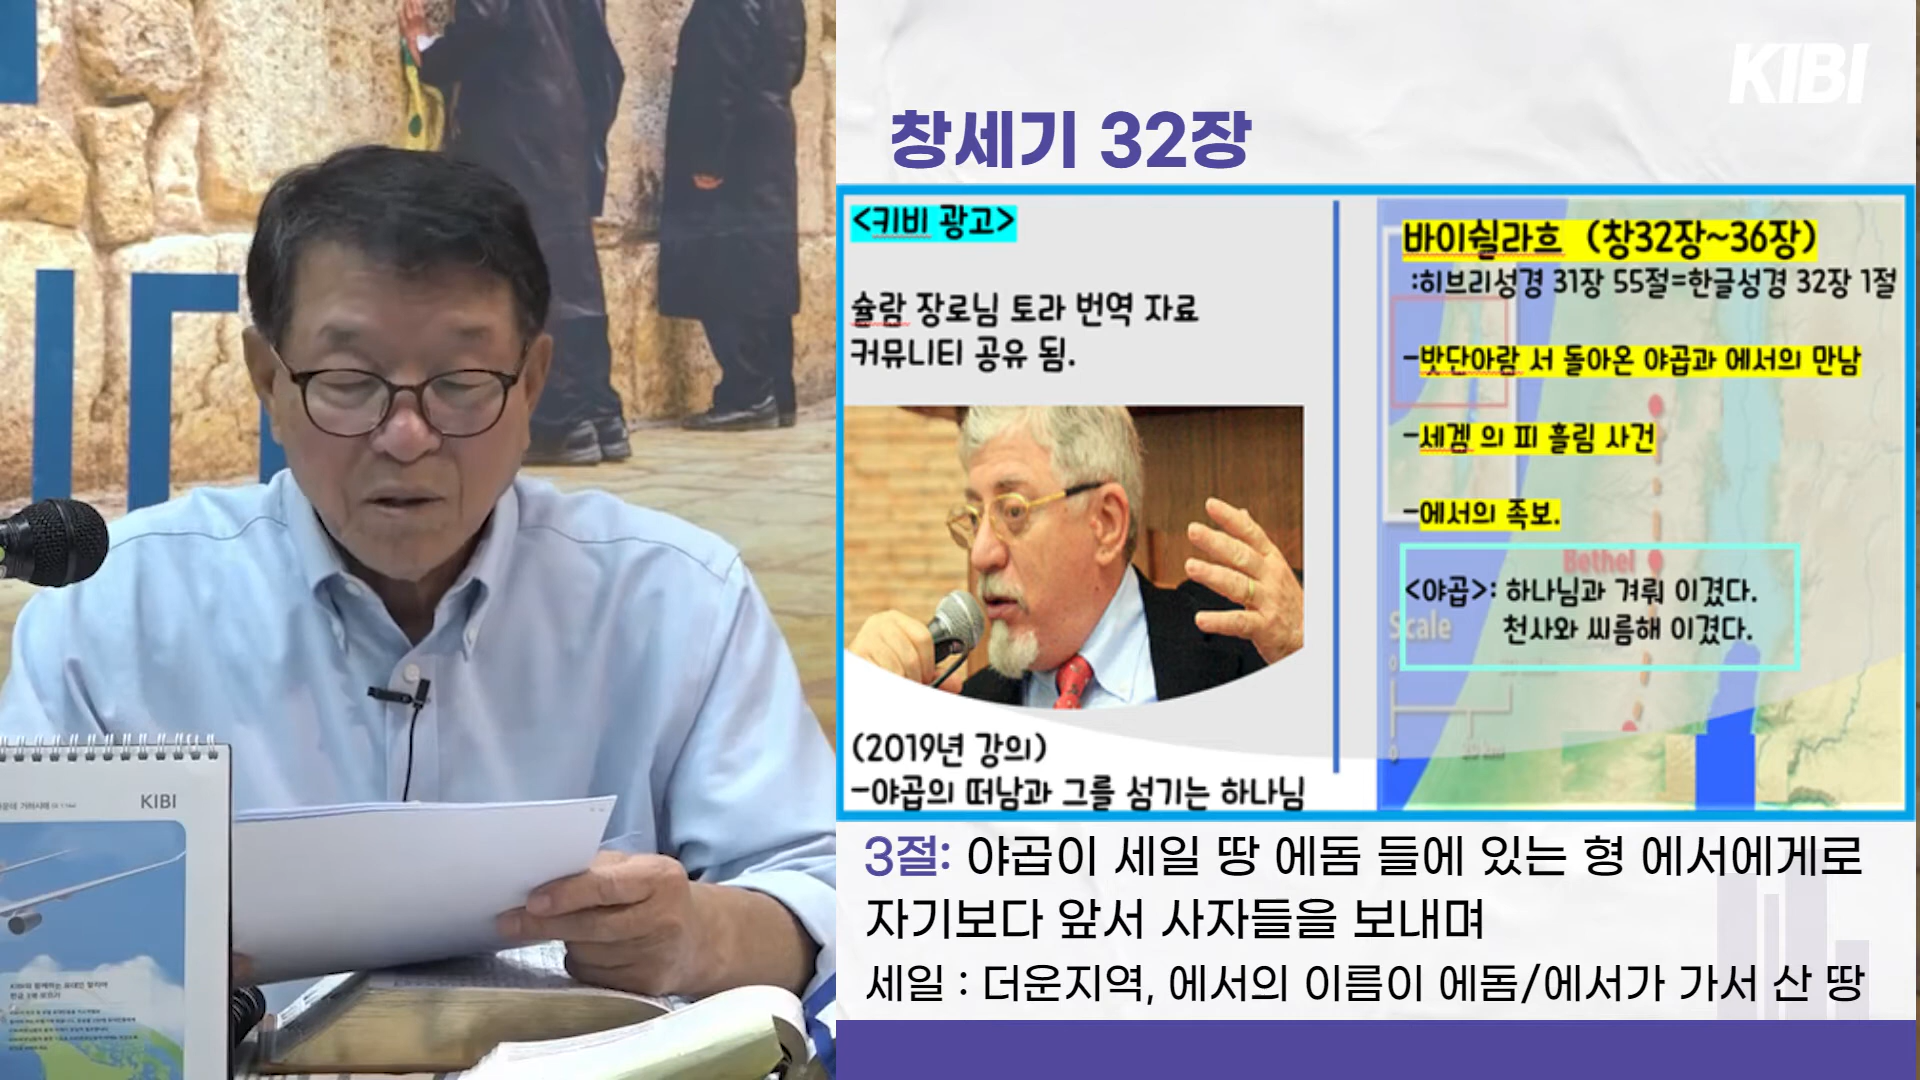 KIBI
창세기 32장
<키비 광고>
슐람 장로님 토라 번역 자료
커뮤니티 공유 됨.
(2019년 강의)
-야곱의 떠남과 그를 섬기는 하나님
바이쉴라흐 (창32장~36장)
:히브리성경 31장 55절=한글성경 32장 1절
-밧단아람 서 돌아온 야곱과 에서의 만남
-세겜 의 피 흘림 사건
-에서의 족보.
Bethel
<야곱>: 하나님과 겨뤄 이겼다.
천사와 씨름해 이겼다.
Scale
3절: 야곱이 세일 땅 에돔 들에 있는 형 에서에게로
자기보다 앞서 사자들을 보내며
세일 : 더운지역, 에서의 이름이 에돔/에서가 가서 산 땅
KIBI